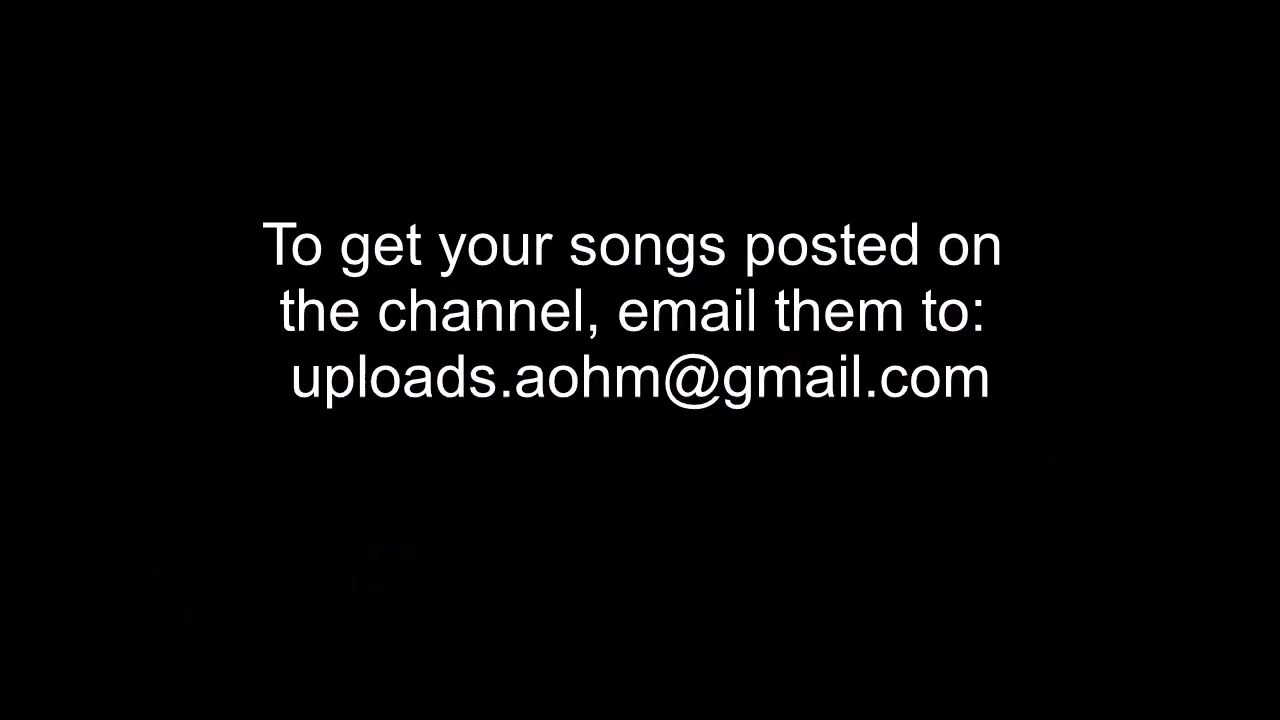 To get your songs posted on
the channel, email them to:
uploads.aohm@gmail.com